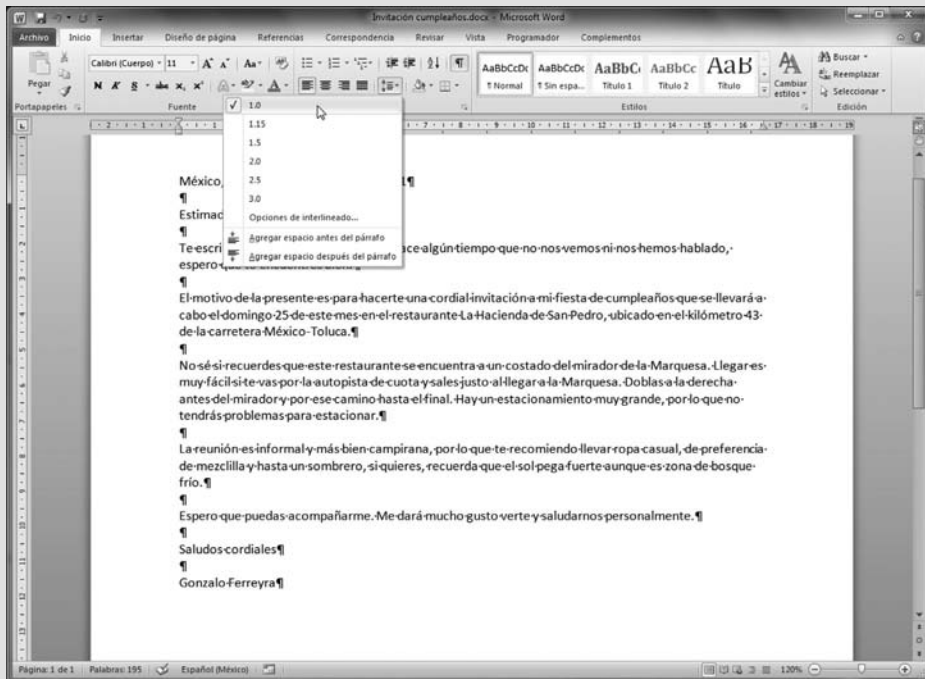 Invitación cumpleaños.docx - Microsoft Word
Archivo Inicio Insertar Diseño de página Referencias Correspondencia Revisar Vista Programador Complementos
Pegar
Calibri (Cuerpo) 11
AaBbCcDc AaBbCcDc AaBbC AaBbCc AaB
¶ Normal ¶ Sin espa... Título 1 Título 2 Título
Cambiar estilos
Buscar
Reemplazar
Seleccionar
Portapapeles Fuente Estilos Edición
1.0
1.15
1.5
2.0
2.5
3.0
Opciones de interlineado...
Agregar espacio antes del párrafo
Agregar espacio después del párrafo
México, 1¶
¶
Estimad
¶
Te·escri ace·algún·tiempo·que·no·nos·vemos·ni·nos·hemos·hablado,·
¶
El·motivo·de·la·presente·es·para·hacerte·una·cordial·invitación·a·mi·fiesta·de·cumpleaños·que·se·llevará·a·
cabo·el·domingo·25·de·este·mes·en·el·restaurante·La·Hacienda·de·San·Pedro,·ubicado·en·el·kilómetro·43·
de·la·carretera·México-Toluca.¶
¶
No·sé·si·recuerdes·que·este·restaurante·se·encuentra·a·un·costado·del·mirador·de·la·Marquesa.·Llegar·es·
muy·fácil·si·te·vas·por·la·autopista·de·cuota·y·sales·justo·al·llegar·a·la·Marquesa.·Doblas·a·la·derecha·
antes·del·mirador·y·por·ese·camino·hasta·el·final.·Hay·un·estacionamiento·muy·grande,·por·lo·que·no·
tendrás·problemas·para·estacionar.¶
¶
La·reunión·es·informal·y·más·bien·campirana,·por·lo·que·te·recomiendo·llevar·ropa·casual,·de·preferencia·
de·mezclilla·y·hasta·un·sombrero,·si·quieres,·recuerda·que·el·sol·pega·fuerte·aunque·es·zona·de·bosque·
frío.¶
¶
Espero·que·puedas·acompañarme.·Me·dará·mucho·gusto·verte·y·saludarnos·personalmente.¶
¶
Saludos·cordiales¶
¶
Gonzalo·Ferreyra¶
Página: 1 de 1 Palabras: 195 Español (México) 120%